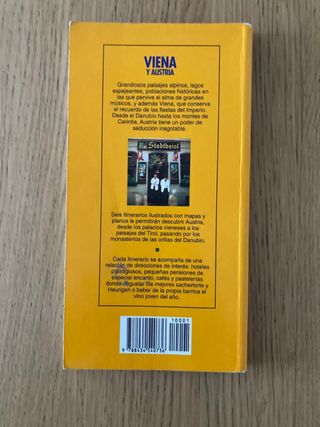 VIENA
Y AUSTRIA
Grandiosos paisajes alpinos, lagos
espejeantes, poblaciones históricas en
las que pervive el alma de grandes
músicos, y además Viena, que conserva
el recuerdo de las fiestas del Imperio.
Desde el Danubio hasta los montes de
Carintia, Austria tiene un poder de
seducción inagotable.
Stadtbeisl
Seis itinerarios ilustrados con mapas y
planos le permitirán descubrir Austria,
desde los palacios vieneses a los
paisajes del Tirol, pasando por los
monasterios de las orillas del Danubio.
Cada itinerario se acompaña de una
relación de direcciones de interés: hoteles
prestigiosos, pequeñas pensiones de
especial encanto, cafés y pastelerías
donde degustar los mejores sachertorte y
Heurigen o beber de la propia barrica el
vino joven del año.
10001
9 788434 540736